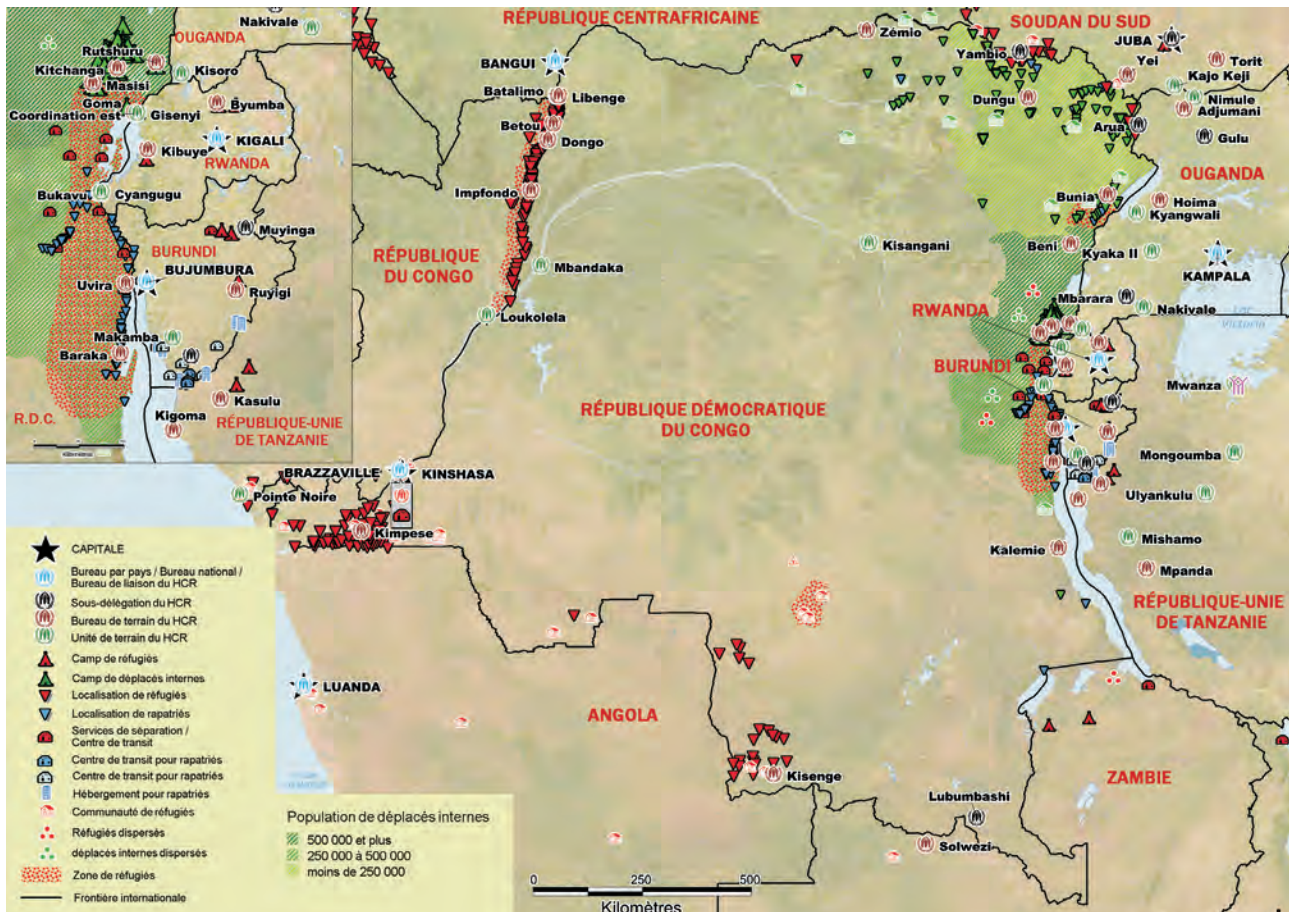 Nakivale
OUGANDA
Rutshuru
Kitchanga
Masisi
Kisoro
Goma
Coordination est
Gisenyi
Byumba
KIGALI
RWANDA
Kibuye
Bukavu
Cyangugu
Muyinga
BURUNDI
BUJUMBURA
Uvira
Ruyigi
Makamba
Baraka
Kasulu
R.D.C.
Kigoma
RÉPUBLIQUE-UNIE
DE TANZANIE
Kilomètres
RÉPUBLIQUE CENTRAFRICAINE
SOUDAN DU SUD
Zémio
JUBA
Yambio
Yei
Torit
BANGUI
Kajo Keji
Batalimo
Libenge
Dungu
Nimule
Adjumani
Betou
Arua
Dongo
Gulu
OUGANDA
Impfondo
Bunia
Hoima
Kyangwali
RÉPUBLIQUE
DU CONGO
Kisangani
Beni
Kyaka II
Mbandaka
KAMPALA
Mbarara
Nakivale
RWANDA
Loukolela
Lac
Victoria
BURUNDI
Mwanza
RÉPUBLIQUE DÉMOCRATIQUE
DU CONGO
Mongoumba
BRAZZAVILLE
KINSHASA
Pointe Noire
Ulyankulu
Kimpese
Mishamo
Kalemie
Mpanda
RÉPUBLIQUE-UNIE
DE TANZANIE
LUANDA
ANGOLA
ZAMBIE
Kisenge
Lubumbashi
Solwezi
CAPITALE
Bureau par pays / Bureau national /
Bureau de liaison du HCR
Sous-délégation du HCR
Bureau de terrain du HCR
Unité de terrain du HCR
Camp de réfugiés
Camp de déplacés internes
Localisation de réfugiés
Localisation de rapatriés
Services de séparation /
Centre de transit
Centre de transit pour rapatriés
Centre de transit pour rapatriés
Hébergement pour rapatriés
Communauté de réfugiés
Réfugiés dispersés
déplacés internes dispersés
Zone de réfugiés
Frontière internationale
Population de déplacés internes
500 000 et plus
250 000 à 500 000
moins de 250 000
0 250 500
Kilomètres